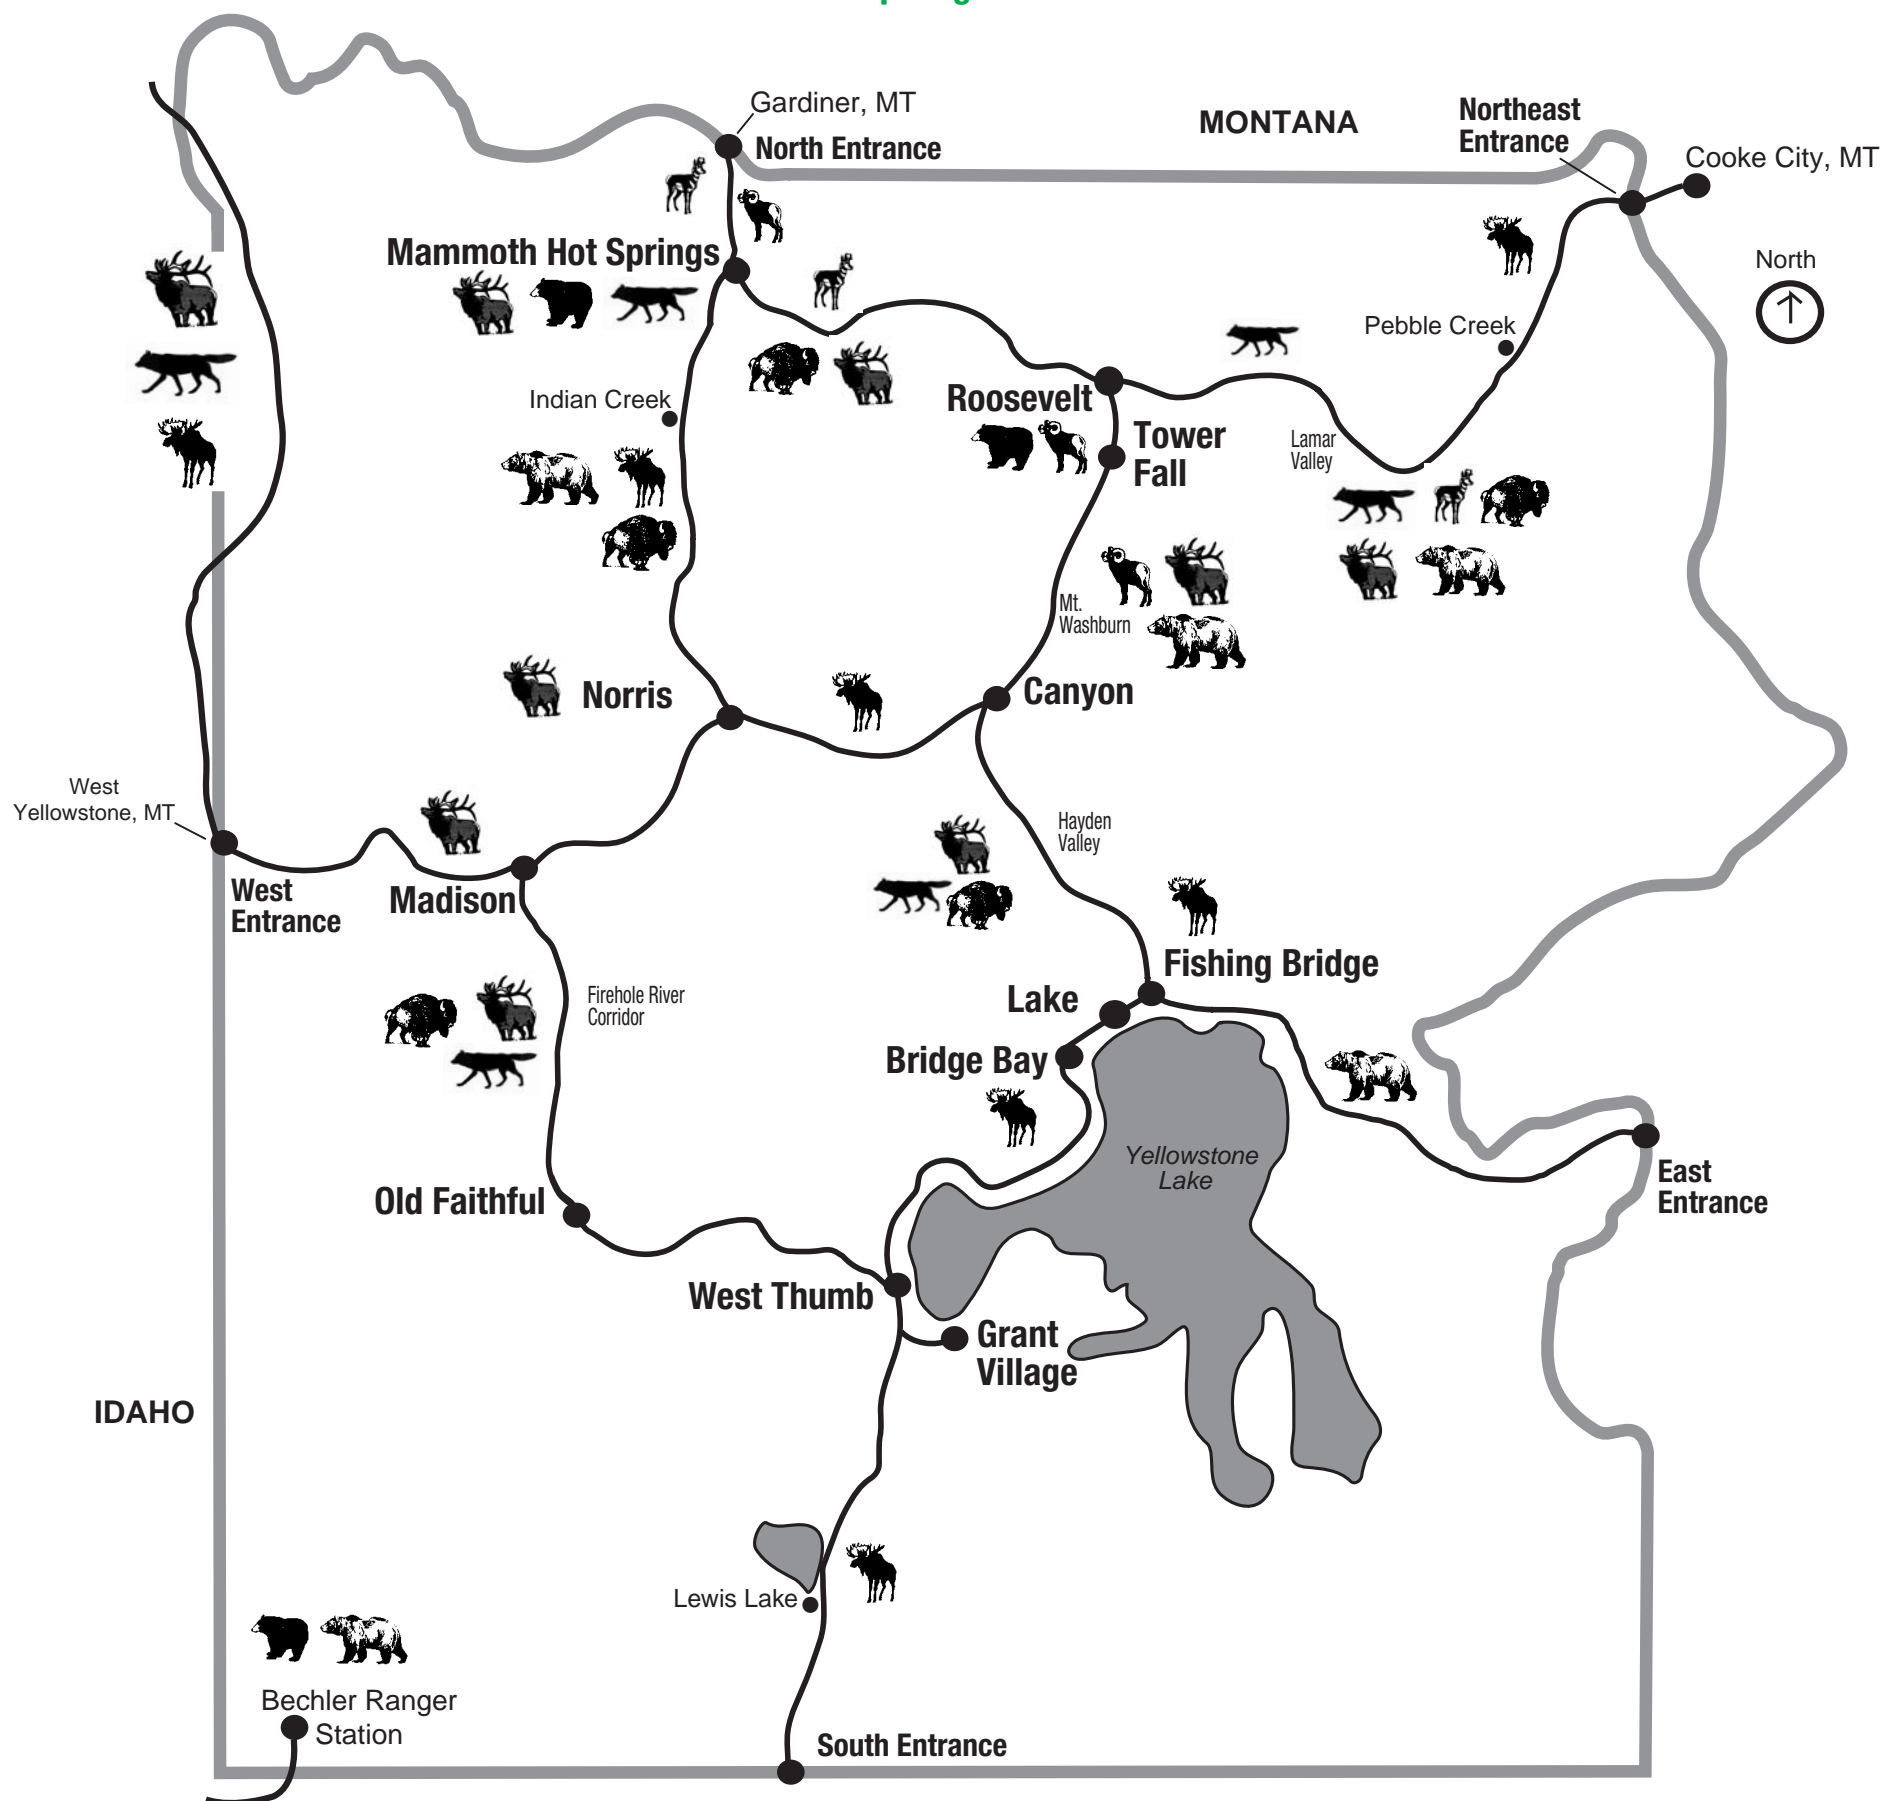 Gardiner, MT
North Entrance
MONTANA
Northeast
Entrance
Cooke City, MT
Mammoth Hot Springs
North
Pebble Creek
Indian Creek
Roosevelt
Tower
Fall
Lamar
Valley
Mt.
Washburn
Norris
Canyon
West
Yellowstone, MT
Hayden
Valley
West
Entrance
Madison
Fishing Bridge
Lake
Firehole River
Corridor
Bridge Bay
Yellowstone
Lake
East
Entrance
Old Faithful
West Thumb
Grant
Village
IDAHO
Lewis Lake
Bechler Ranger
Station
South Entrance